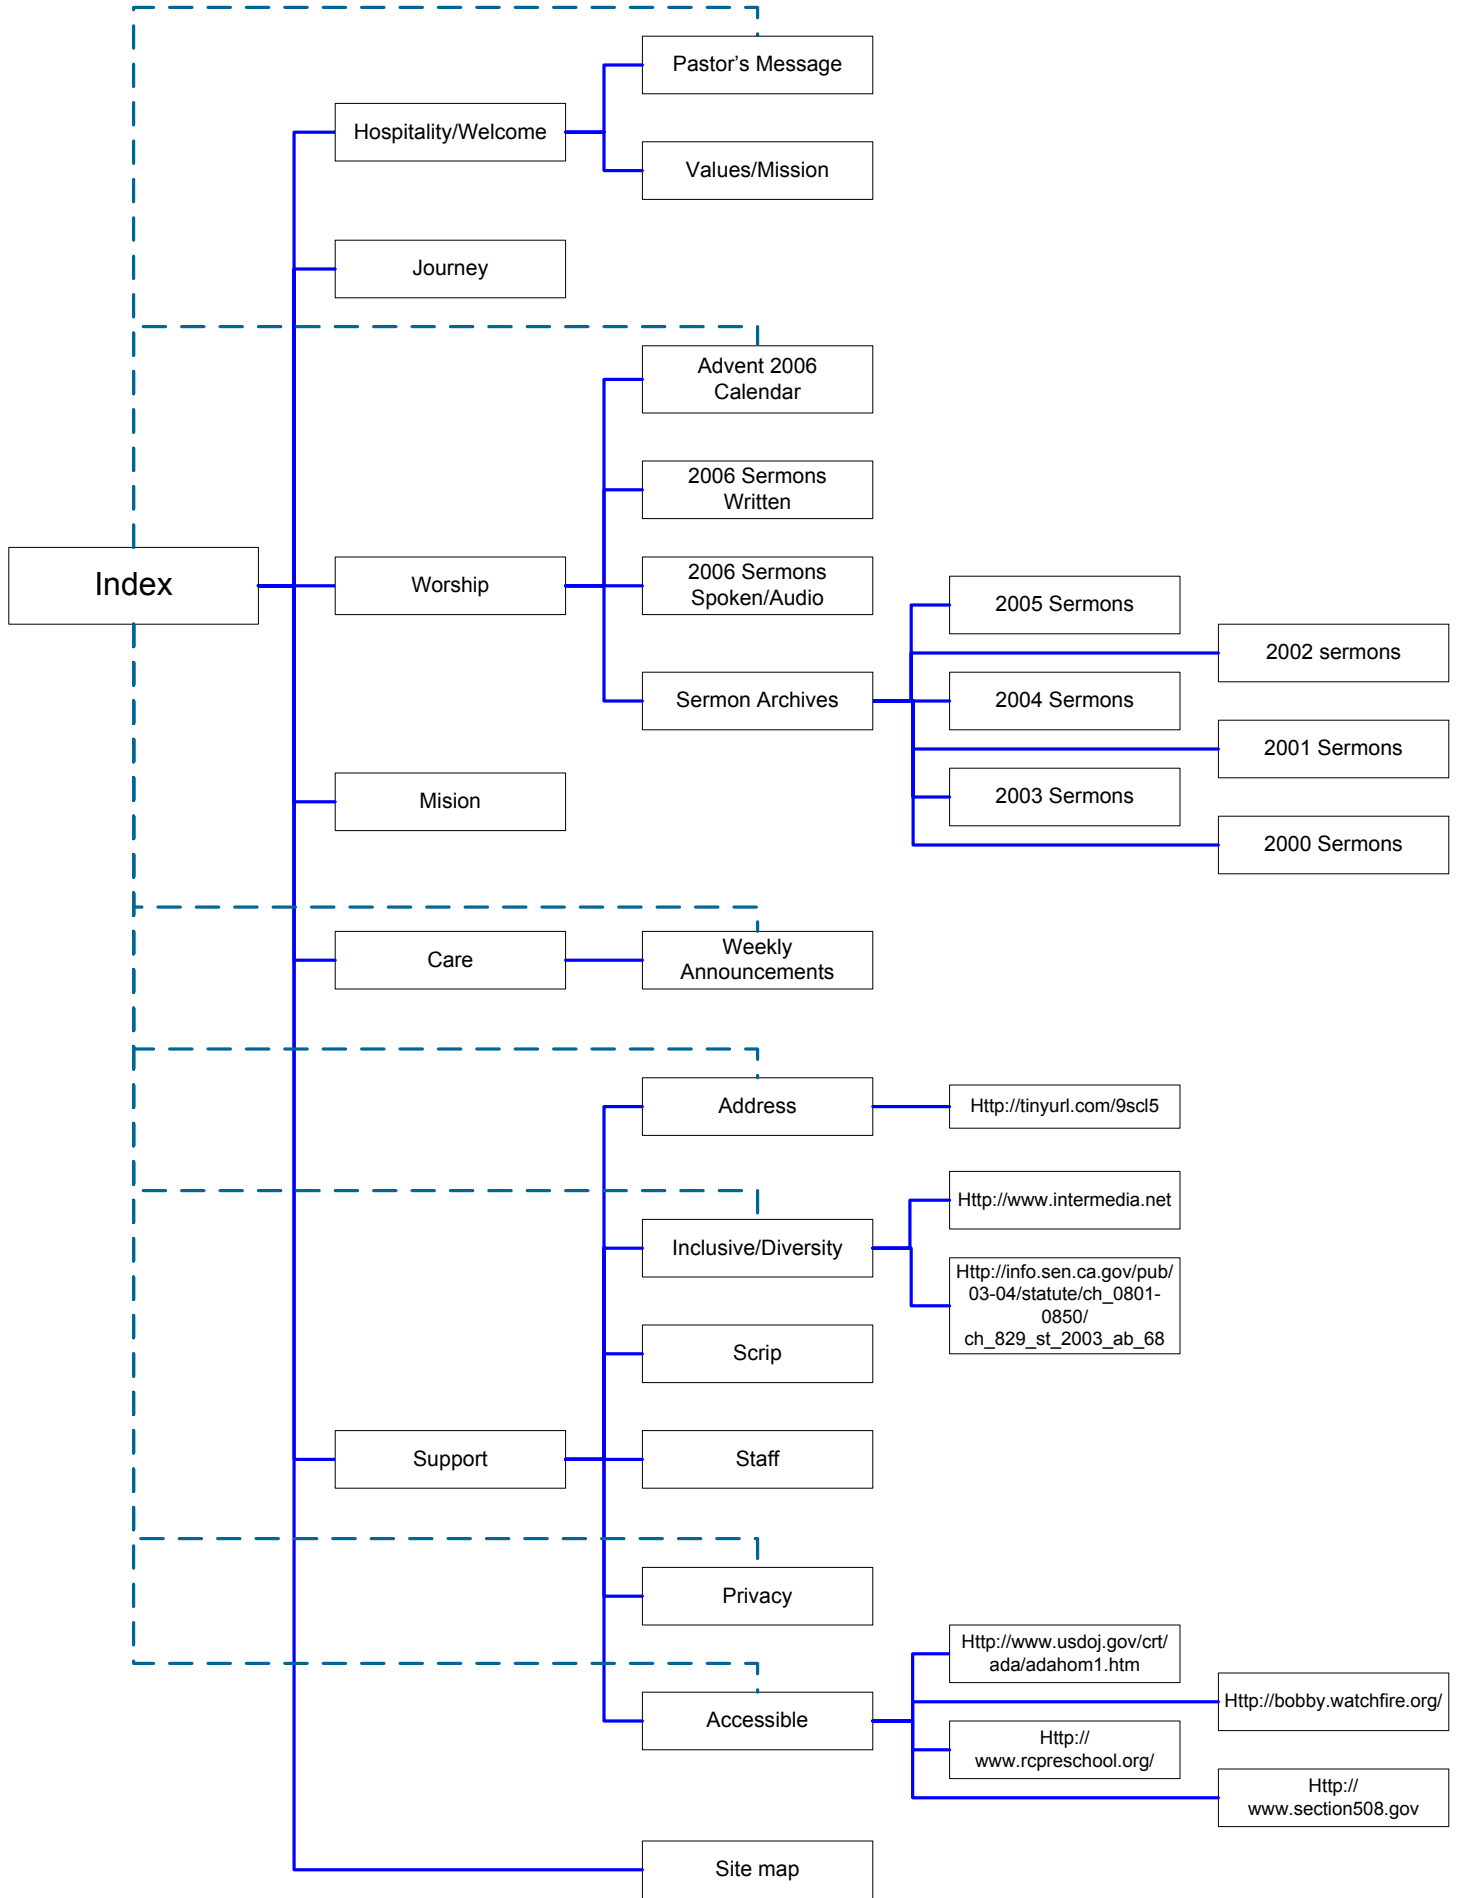 Pastor’s Message
Hospitality/Welcome
Values/Mission
Journey
Advent 2006
Calendar
2006 Sermons
Written
Index
Worship
2006 Sermons
Spoken/Audio
2005 Sermons
2002 sermons
Sermon Archives
2004 Sermons
2001 Sermons
Mision
2003 Sermons
2000 Sermons
Care
Weekly
Announcements
Address
Http://tinyurl.com/9scl5
Http://www.intermedia.net
Inclusive/Diversity
Http://info.sen.ca.gov/pub/
03-04/statute/ch_0801-
0850/
ch_829_st_2003_ab_68
Scrip
Support
Staff
Privacy
Http://www.usdoj.gov/crt/
ada/adahom1.htm
Http://bobby.watchfire.org/
Accessible
Http://
www.rcpreschool.org/
Http://
www.section508.gov
Site map